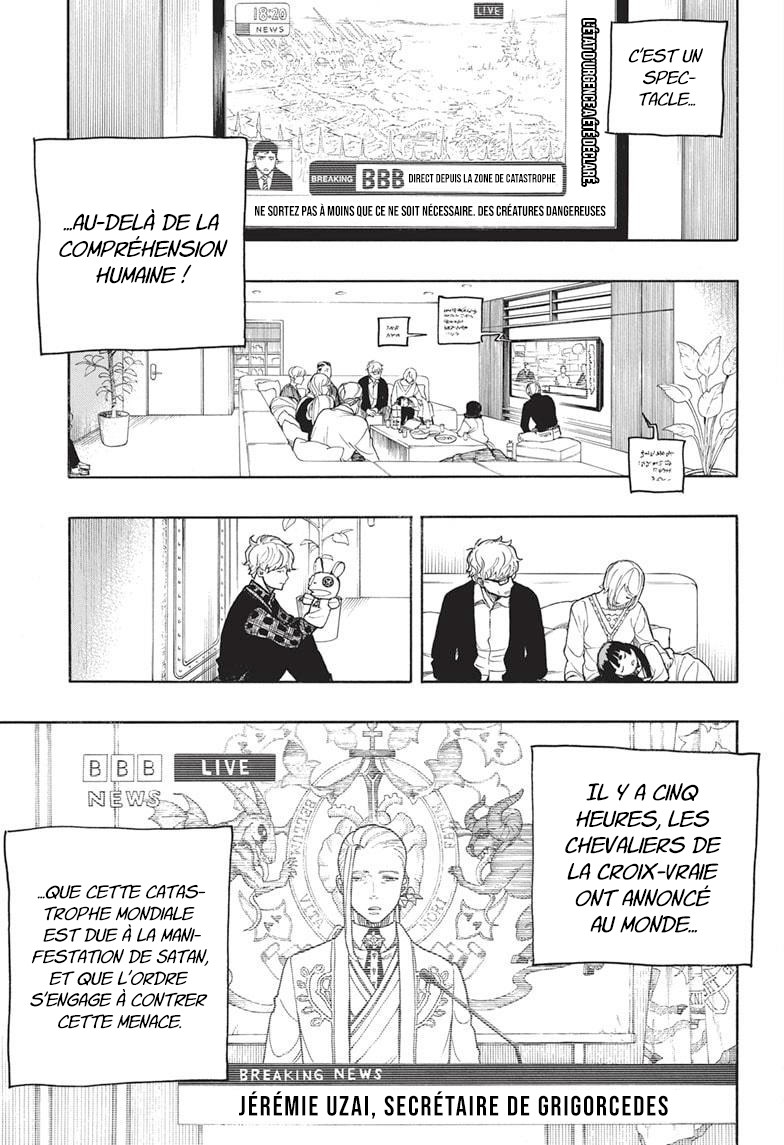 C'EST UN
SPEC-
TACLE...
18:20
NEWS
LIVE
L'ÉTAT D'URGENCE A ÉTÉ DÉCLARÉ.
BREAKING BBB DIRECT DEPUIS LA ZONE DE CATASTROPHE
NE SORTEZ PAS À MOINS QUE CE NE SOIT NÉCESSAIRE. DES CRÉATURES DANGEREUSES
...AU-DELÀ DE LA
COMPRÉHENSION
HUMAINE !
BBB LIVE
NEWS
IL Y A CINQ
HEURES, LES
CHEVALIERS DE
LA CROIX-VRAIE
ONT ANNONCÉ
AU MONDE...
...QUE CETTE CATAS-
TROPHE MONDIALE
EST DUE À LA MANI-
FESTATION DE SATAN,
ET QUE L'ORDRE
S'ENGAGE À CONTRER
CETTE MENACE.
BREAKING NEWS
JÉRÉMIE UZAI, SECRÉTAIRE DE GRIGORCEDES